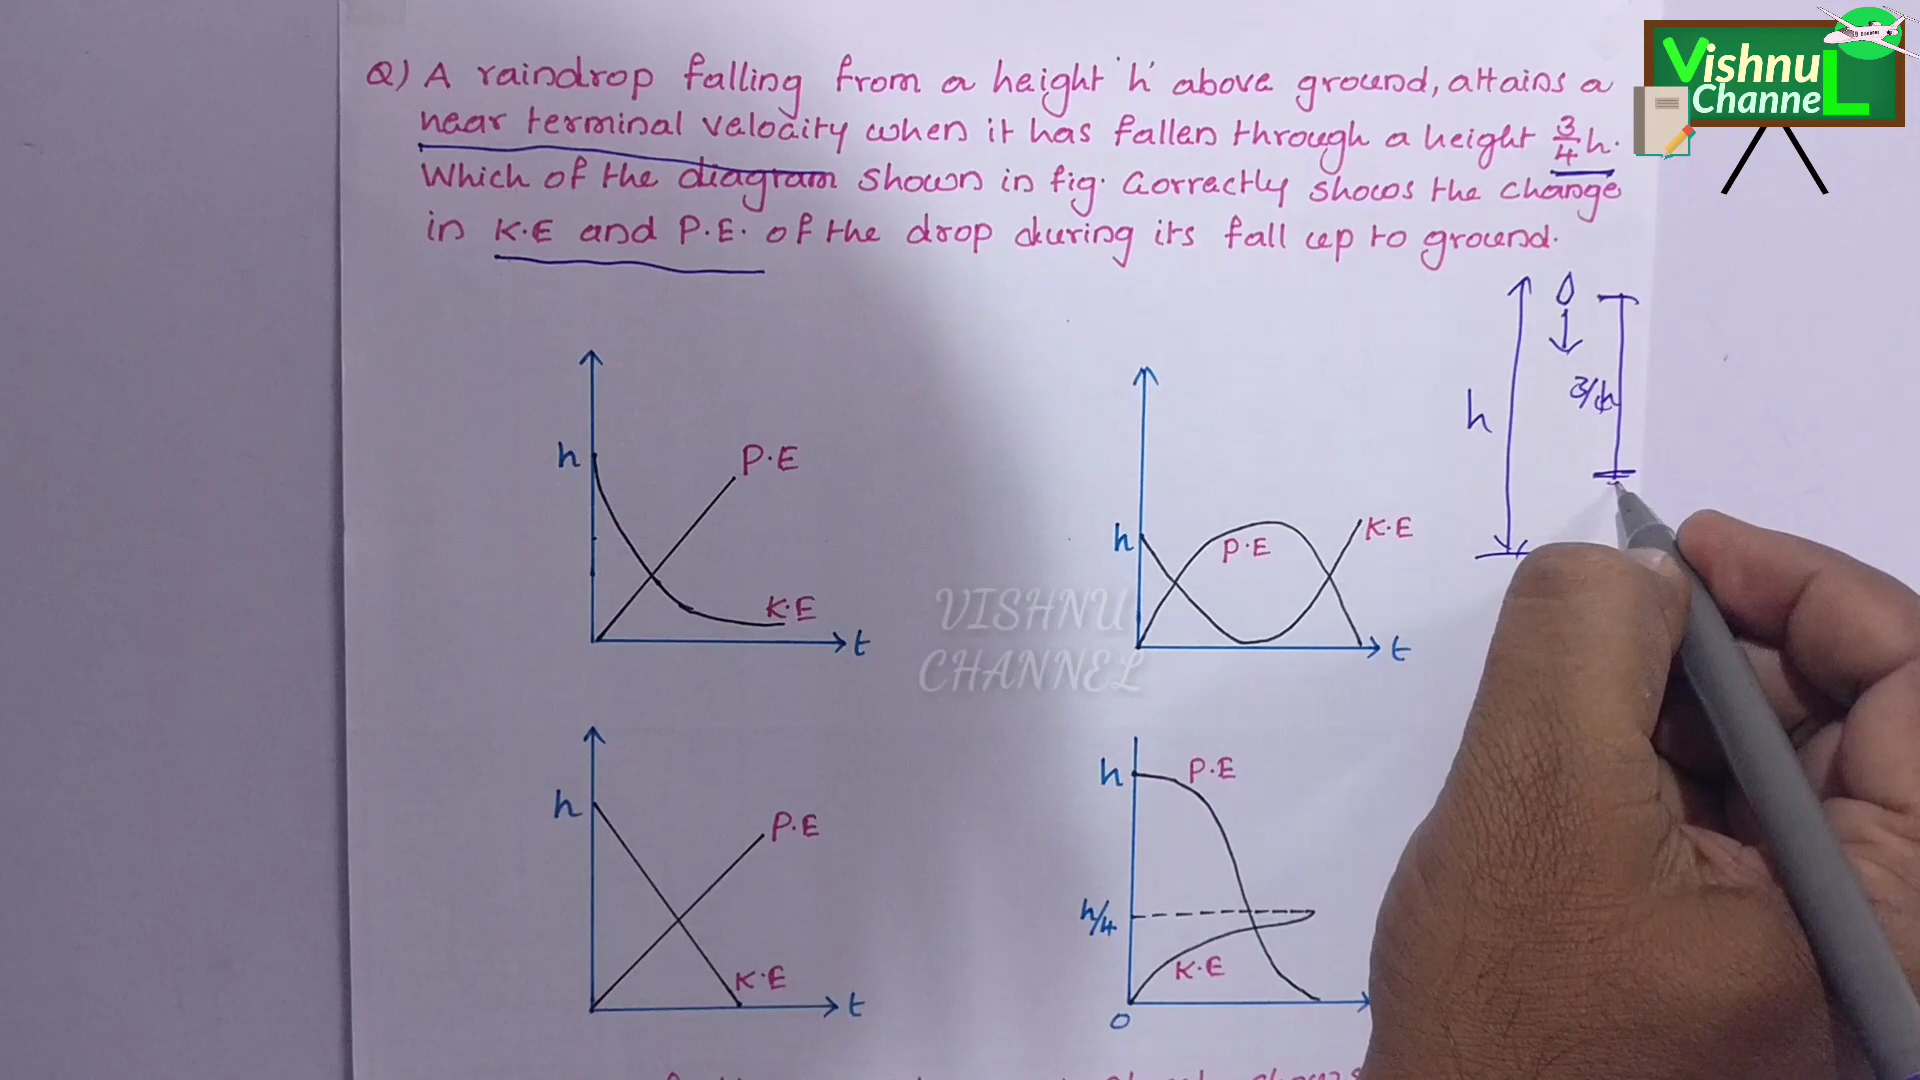 Q) A raindrop falling from a height 'h' above ground, attains a
near terminal velocity when it has fallen through a height 3/4 h.
Which of the diagram shown in fig. correctly shows the change
in K.E and P.E. of the drop during its fall up to ground.
Vishnu
ChanneL
h
3/4h
h
P.E
K.E
t
h
P.E
K.E
t
VISHNU
CHANNEL
h
P.E
K.E
t
h
P.E
h/4
K.E
0